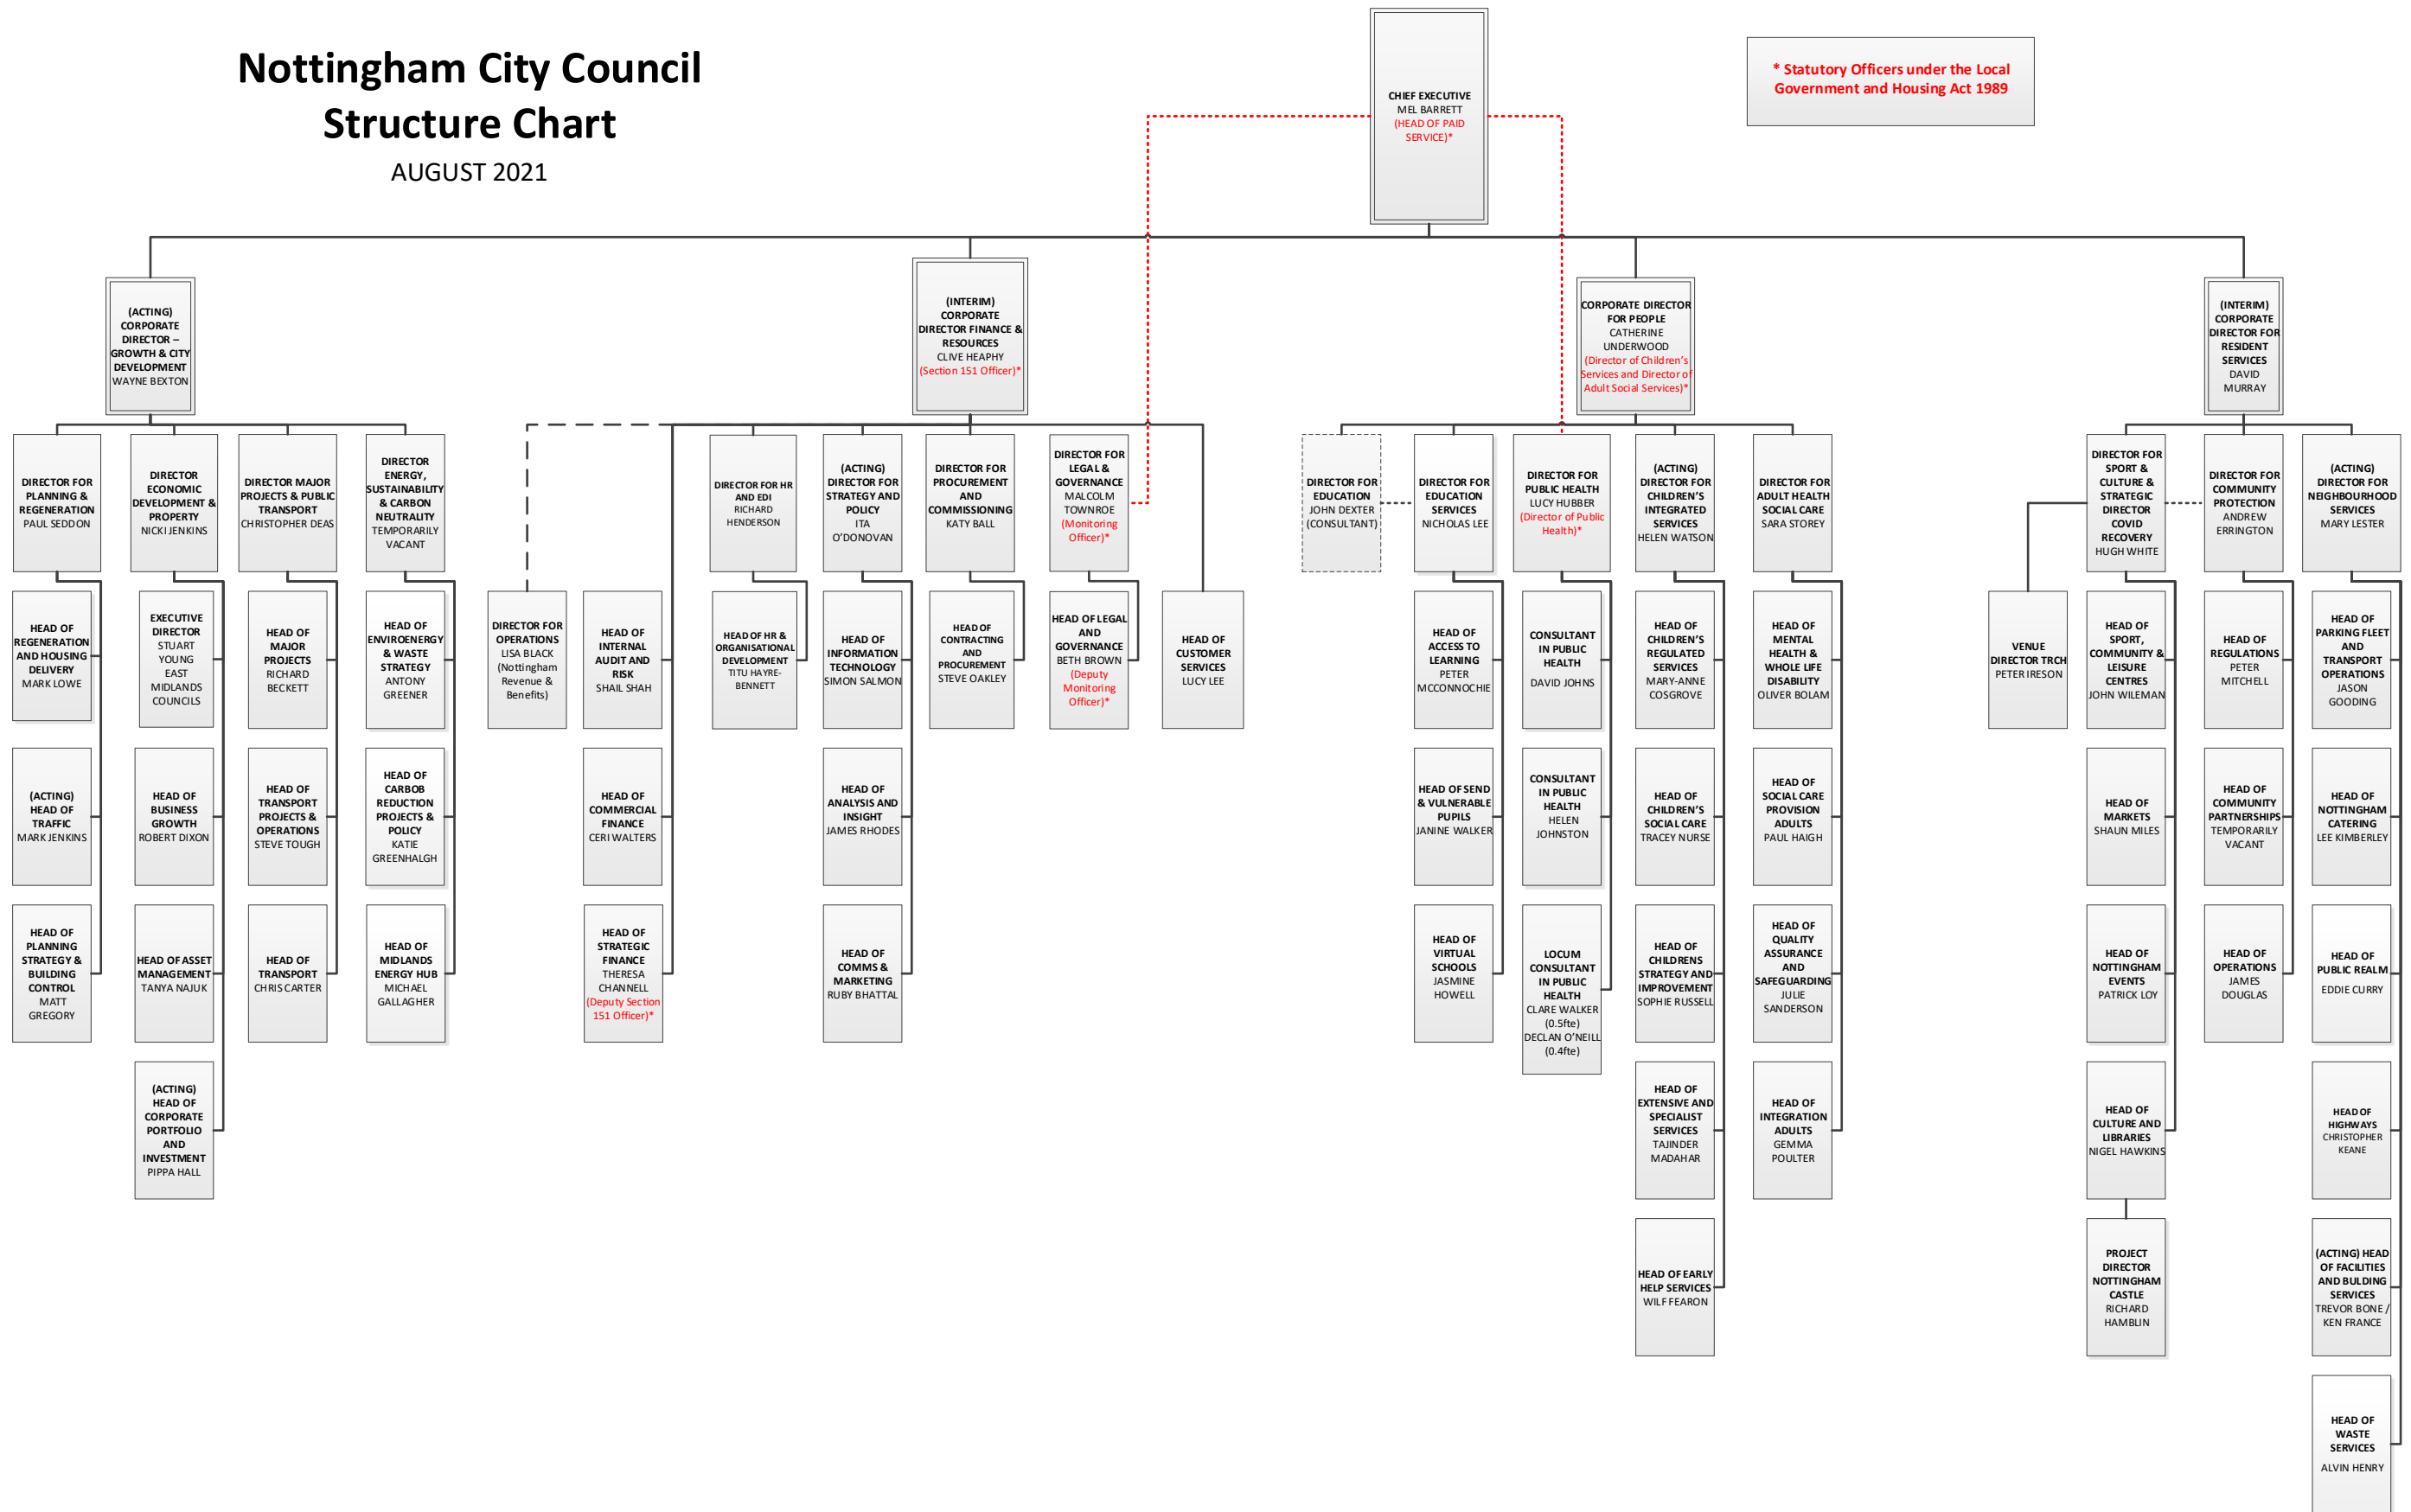 Nottingham City Council
Structure Chart
AUGUST 2021
CHIEF EXECUTIVE
MEL BARRETT
(HEAD OF PAID
SERVICE)*
* Statutory Officers under the Local
Government and Housing Act 1989
(ACTING)
CORPORATE
DIRECTOR –
GROWTH & CITY
DEVELOPMENT
WAYNE BEXTON
(INTERIM)
CORPORATE
DIRECTOR FINANCE &
RESOURCES
CLIVE HEAPHY
(Section 151 Officer)*
CORPORATE DIRECTOR
FOR PEOPLE
CATHERINE
UNDERWOOD
(Director of Children's
Services and Director of
Adult Social Services)*
(INTERIM)
CORPORATE
DIRECTOR FOR
RESIDENT
SERVICES
DAVID
MURRAY
DIRECTOR FOR
PLANNING &
REGENERATION
PAUL SEDDON
DIRECTOR
ECONOMIC
DEVELOPMENT &
PROPERTY
NICKI JENKINS
DIRECTOR MAJOR
PROJECTS & PUBLIC
TRANSPORT
CHRISTOPHER DEAS
DIRECTOR
ENERGY,
SUSTAINABILITY
& CARBON
NEUTRALITY
TEMPORARILY
VACANT
DIRECTOR FOR HR
AND EDI
RICHARD
HENDERSON
(ACTING)
DIRECTOR FOR
STRATEGY AND
POLICY
ITA
O'DONOVAN
DIRECTOR FOR
PROCUREMENT
AND
COMMISSIONING
KATY BALL
DIRECTOR FOR
LEGAL &
GOVERNANCE
MALCOLM
TOWNROE
(Monitoring
Officer)*
DIRECTOR FOR
EDUCATION
JOHN DEXTER
(CONSULTANT)
DIRECTOR FOR
EDUCATION
SERVICES
NICHOLAS LEE
DIRECTOR FOR
PUBLIC HEALTH
LUCY HUBBER
(Director of Public
Health)*
(ACTING)
DIRECTOR FOR
CHILDREN'S
INTEGRATED
SERVICES
HELEN WATSON
DIRECTOR FOR
ADULT HEALTH
SOCIAL CARE
SARA STOREY
DIRECTOR FOR
SPORT &
CULTURE &
STRATEGIC
DIRECTOR
COVID
RECOVERY
HUGH WHITE
DIRECTOR FOR
COMMUNITY
PROTECTION
ANDREW
ERRINGTON
(ACTING)
DIRECTOR FOR
NEIGHBOURHOOD
SERVICES
MARY LESTER
HEAD OF
REGENERATION
AND HOUSING
DELIVERY
MARK LOWE
EXECUTIVE
DIRECTOR
STUART
YOUNG
EAST
MIDLANDS
COUNCILS
HEAD OF
MAJOR
PROJECTS
RICHARD
BECKETT
HEAD OF
ENVIROENERGY
& WASTE
STRATEGY
ANTONY
GREENER
DIRECTOR FOR
OPERATIONS
LISA BLACK
(Nottingham
Revenue &
Benefits)
HEAD OF
INTERNAL
AUDIT AND
RISK
SHAIL SHAH
HEAD OF HR &
ORGANISATIONAL
DEVELOPMENT
TITU HAYRE-
BENNETT
HEAD OF
INFORMATION
TECHNOLOGY
SIMON SALMON
HEAD OF
CONTRACTING
AND
PROCUREMENT
STEVE OAKLEY
HEAD OF LEGAL
AND
GOVERNANCE
BETH BROWN
(Deputy
Monitoring
Officer)*
HEAD OF
CUSTOMER
SERVICES
LUCY LEE
HEAD OF
ACCESS TO
LEARNING
PETER
MCCONNOCHIE
CONSULTANT
IN PUBLIC
HEALTH
DAVID JOHNS
HEAD OF
CHILDREN'S
REGULATED
SERVICES
MARY-ANNE
COSGROVE
HEAD OF
MENTAL
HEALTH &
WHOLE LIFE
DISABILITY
OLIVER BOLAM
VENUE
DIRECTOR TRCH
PETER IRESON
HEAD OF
SPORT,
COMMUNITY &
LEISURE
CENTRES
JOHN WILEMAN
HEAD OF
REGULATIONS
PETER
MITCHELL
HEAD OF
PARKING FLEET
AND
TRANSPORT
OPERATIONS
JASON
GOODING
(ACTING)
HEAD OF
TRAFFIC
MARK JENKINS
HEAD OF
BUSINESS
GROWTH
ROBERT DIXON
HEAD OF
TRANSPORT
PROJECTS &
OPERATIONS
STEVE TOUGH
HEAD OF
CARBOB
REDUCTION
PROJECTS &
POLICY
KATIE
GREENHALGH
HEAD OF
COMMERCIAL
FINANCE
CERI WALTERS
HEAD OF
ANALYSIS AND
INSIGHT
JAMES RHODES
HEAD OF SEND
& VULNERABLE
PUPILS
JANINE WALKER
CONSULTANT
IN PUBLIC
HEALTH
HELEN
JOHNSTON
HEAD OF
CHILDREN'S
SOCIAL CARE
TRACEY NURSE
HEAD OF
SOCIAL CARE
PROVISION
ADULTS
PAUL HAIGH
HEAD OF
MARKETS
SHAUN MILES
HEAD OF
COMMUNITY
PARTNERSHIPS
TEMPORARILY
VACANT
HEAD OF
NOTTINGHAM
CATERING
LEE KIMBERLEY
HEAD OF
PLANNING
STRATEGY &
BUILDING
CONTROL
MATT
GREGORY
HEAD OF ASSET
MANAGEMENT
TANYA NAJUK
HEAD OF
TRANSPORT
CHRIS CARTER
HEAD OF
MIDLANDS
ENERGY HUB
MICHAEL
GALLAGHER
HEAD OF
STRATEGIC
FINANCE
THERESA
CHANNELL
(Deputy Section
151 Officer)*
HEAD OF
COMMS &
MARKETING
RUBY BHATTAL
HEAD OF
VIRTUAL
SCHOOLS
JASMINE
HOWELL
LOCUM
CONSULTANT
IN PUBLIC
HEALTH
CLARE WALKER
(0.5fte)
DECLAN O'NEILL
(0.4fte)
HEAD OF
CHILDRENS
STRATEGY AND
IMPROVEMENT
SOPHIE RUSSELL
HEAD OF
QUALITY
ASSURANCE
AND
SAFEGUARDING
JULIE
SANDERSON
HEAD OF
NOTTINGHAM
EVENTS
PATRICK LOY
HEAD OF
OPERATIONS
JAMES
DOUGLAS
HEAD OF
PUBLIC REALM
EDDIE CURRY
(ACTING)
HEAD OF
CORPORATE
PORTFOLIO
AND
INVESTMENT
PIPPA HALL
HEAD OF
EXTENSIVE AND
SPECIALIST
SERVICES
TAJINDER
MADAHAR
HEAD OF
INTEGRATION
ADULTS
GEMMA
POULTER
HEAD OF
CULTURE AND
LIBRARIES
NIGEL HAWKINS
HEAD OF
HIGHWAYS
CHRISTOPHER
KEANE
HEAD OF EARLY
HELP SERVICES
WILF FEARON
PROJECT
DIRECTOR
NOTTINGHAM
CASTLE
RICHARD
HAMBLIN
(ACTING) HEAD
OF FACILITIES
AND BULDING
SERVICES
TREVOR BONE /
KEN FRANCE
HEAD OF
WASTE
SERVICES
ALVIN HENRY